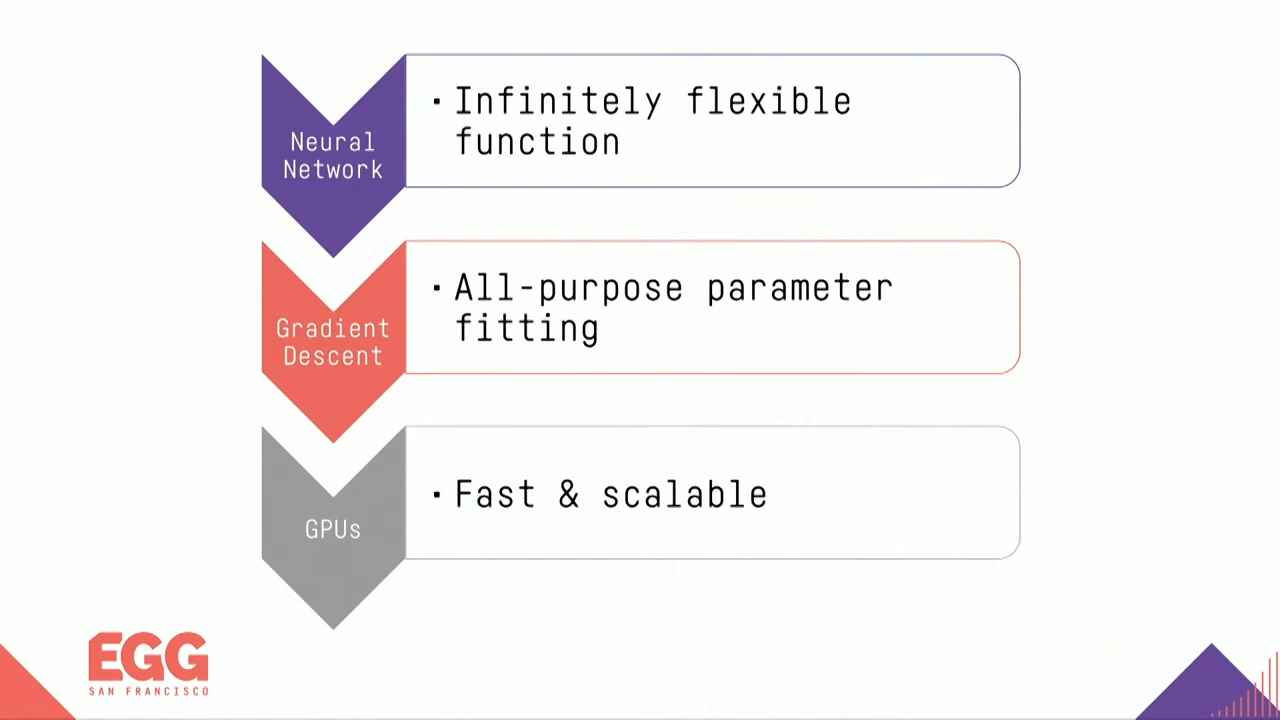 Neural
Network
· Infinitely flexible
function
Gradient
Descent
· All-purpose parameter
fitting
GPUs
· Fast & scalable
EGG
SAN FRANCISCO